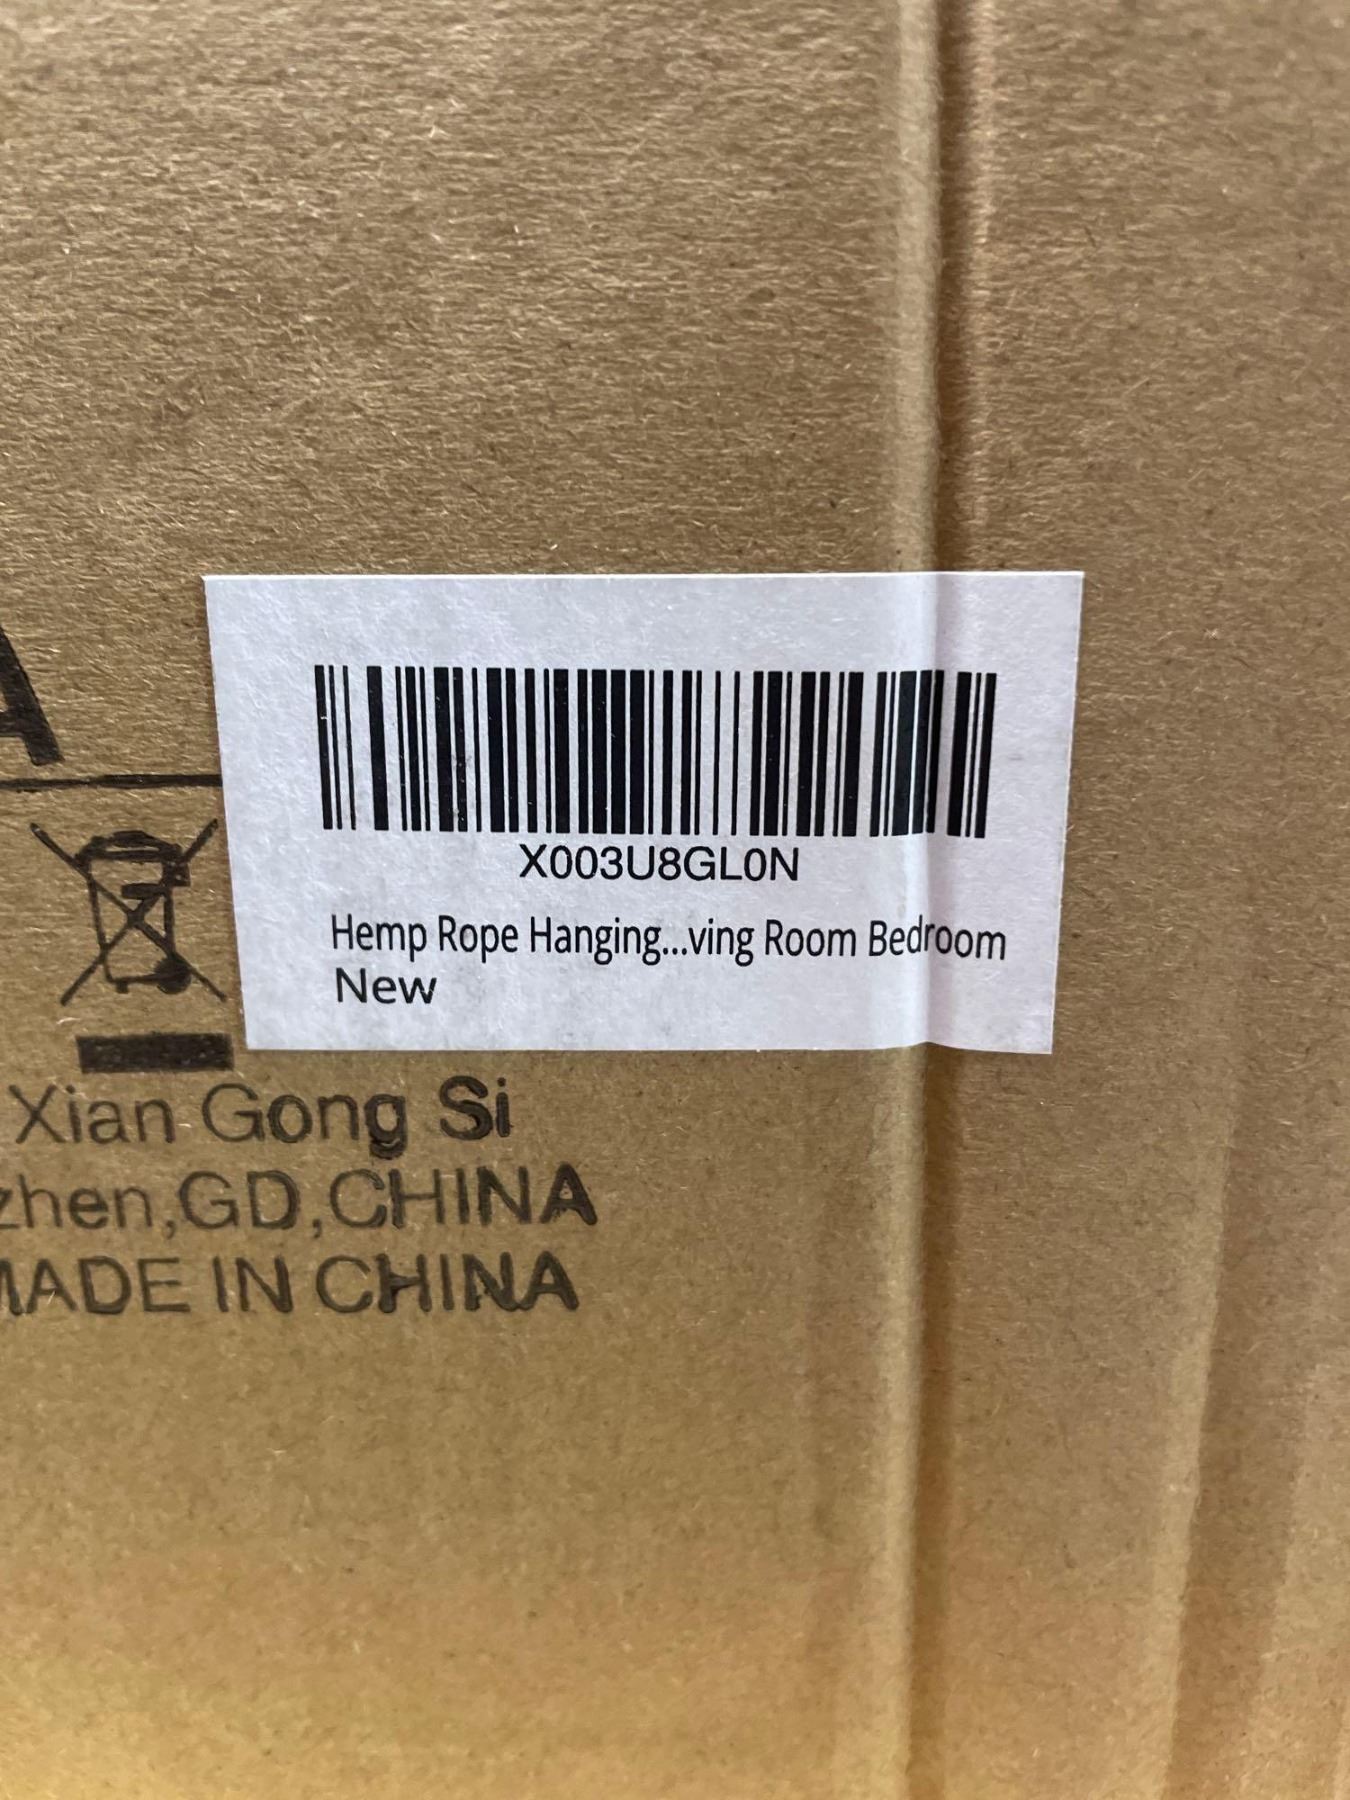 A
X003U8GL0N
Hemp Rope Hanging...ving Room Bedroom
New
Xian Gong Si
zhen,GD,CHINA
MADE IN CHINA